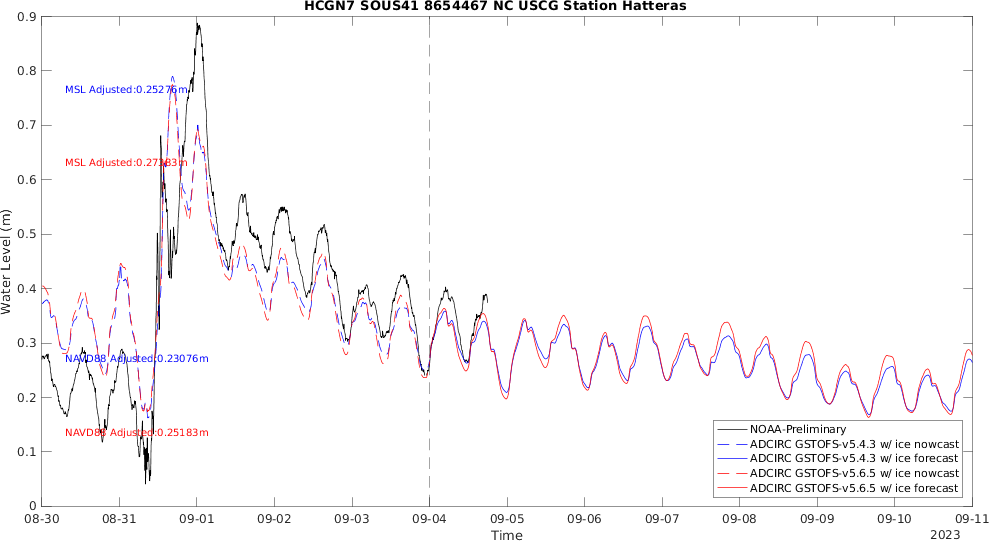 HCGN7 SOUS41 8654467 NC USCG Station Hatteras
Water Level (m)
0.9
0.8
0.7
0.6
0.5
0.4
0.3
0.2
0.1
0
MSL Adjusted:0.25276m
MSL Adjusted:0.27383m
NAVD88 Adjusted:0.23076m
NAVD88 Adjusted:0.25183m
NOAA-Preliminary
ADCIRC GSTOFS-v5.4.3 w/ ice nowcast
ADCIRC GSTOFS-v5.4.3 w/ ice forecast
ADCIRC GSTOFS-v5.6.5 w/ ice nowcast
ADCIRC GSTOFS-v5.6.5 w/ ice forecast
08-30 08-31 09-01 09-02 09-03 09-04 09-05 09-06 09-07 09-08 09-09 09-10 09-11
Time
2023